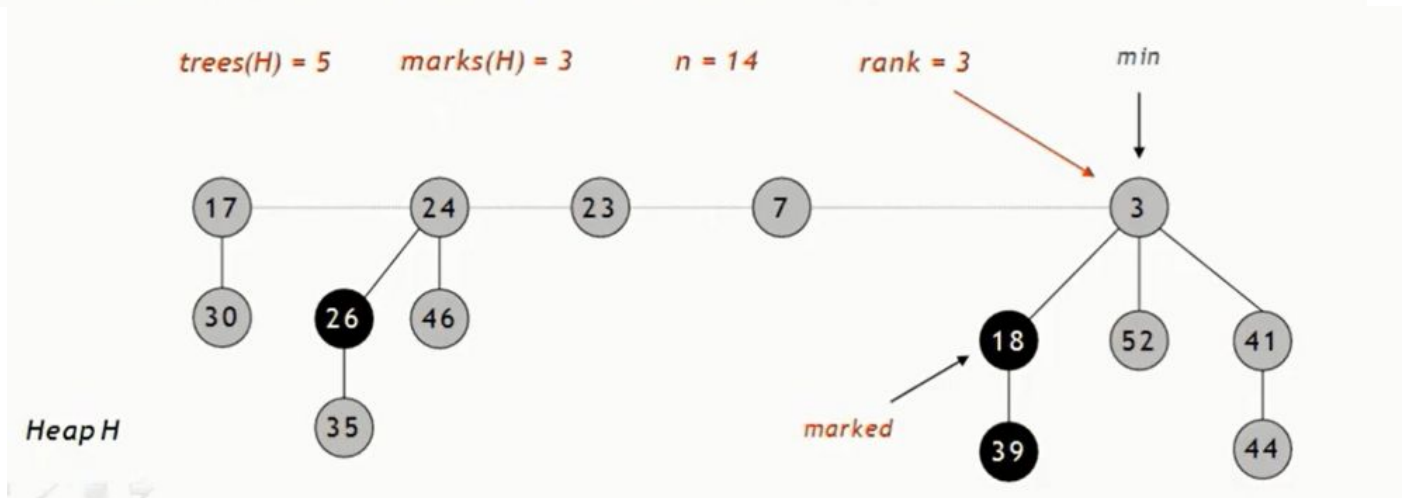 trees(H) = 5 marks(H) = 3 n = 14 rank = 3 min
17 24 23 7 3
30 26 46 18 52 41
Heap H 35 marked 39 44